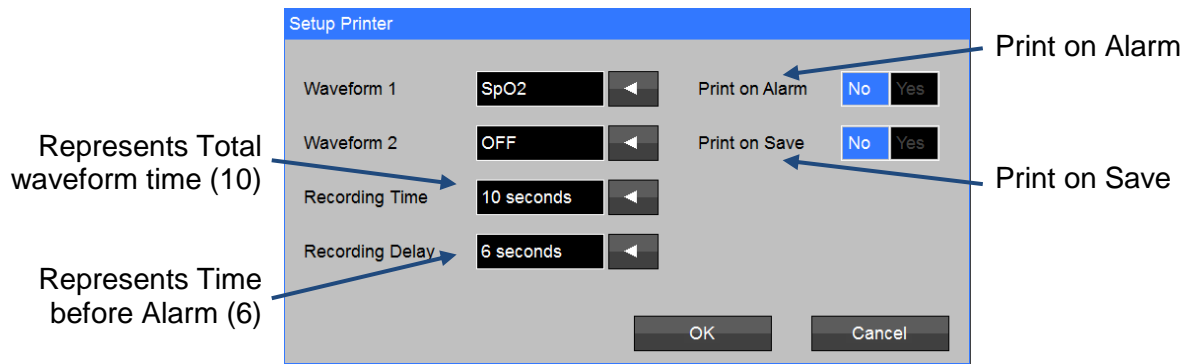 Setup Printer
Print on Alarm
Waveform 1 SpO2 Print on Alarm No Yes
Waveform 2 OFF Print on Save No Yes
Represents Total
waveform time (10)
Print on Save
Recording Time 10 seconds
Recording Delay 6 seconds
Represents Time
before Alarm (6)
OK Cancel